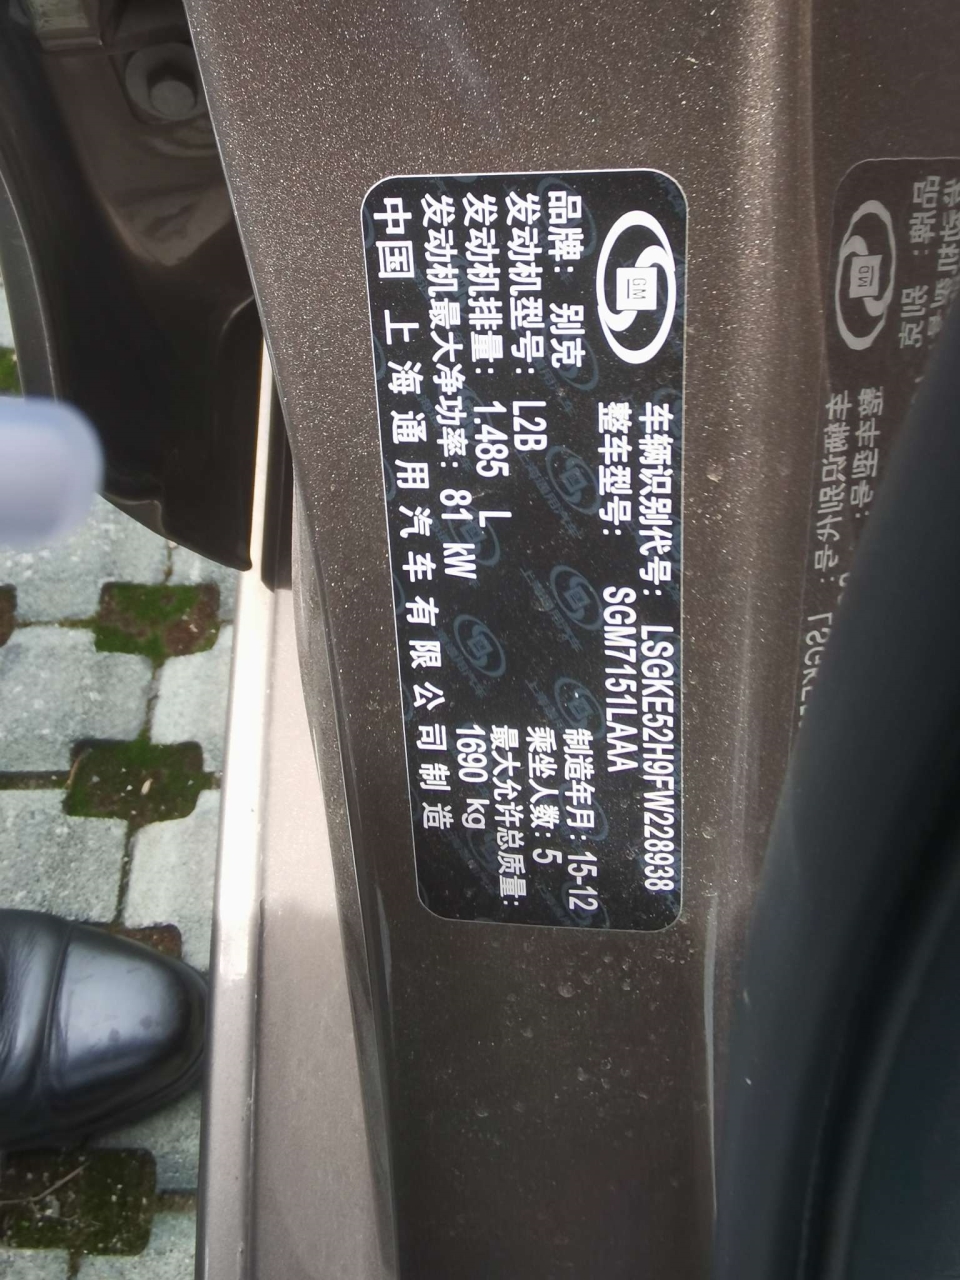 GM
车辆识别代号: LSGKE52H9FW228938
整车型号: SGM7151LAAA
品牌: 别克
制造年月: 15-12
发动机型号: L2B
乘坐人数: 5
发动机排量: 1.485 L
最大允许总质量:
发动机最大净功率: 81 kW
1690 kg
中国 上海通用汽车有限公司制造